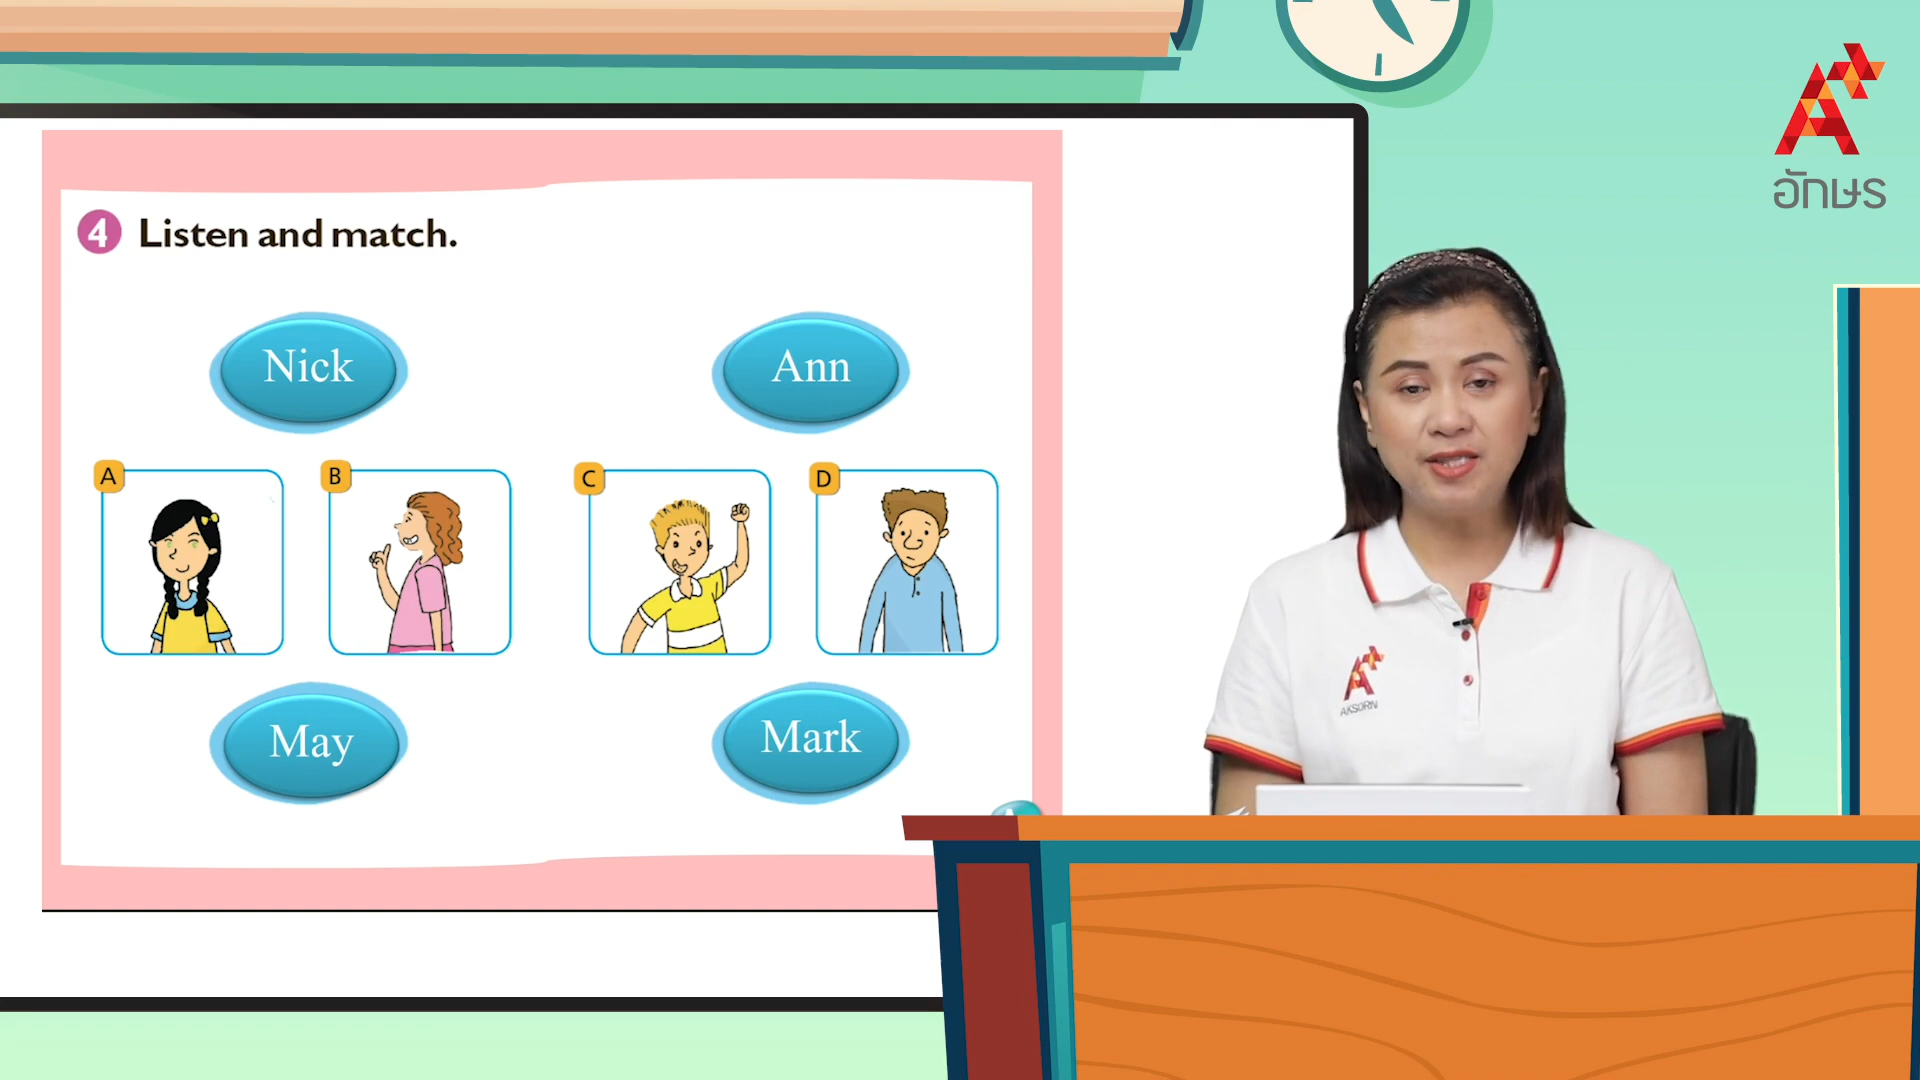 4 Listen and match.
Nick
Ann
A
B
C
D
May
Mark
อักษร
AKSORN